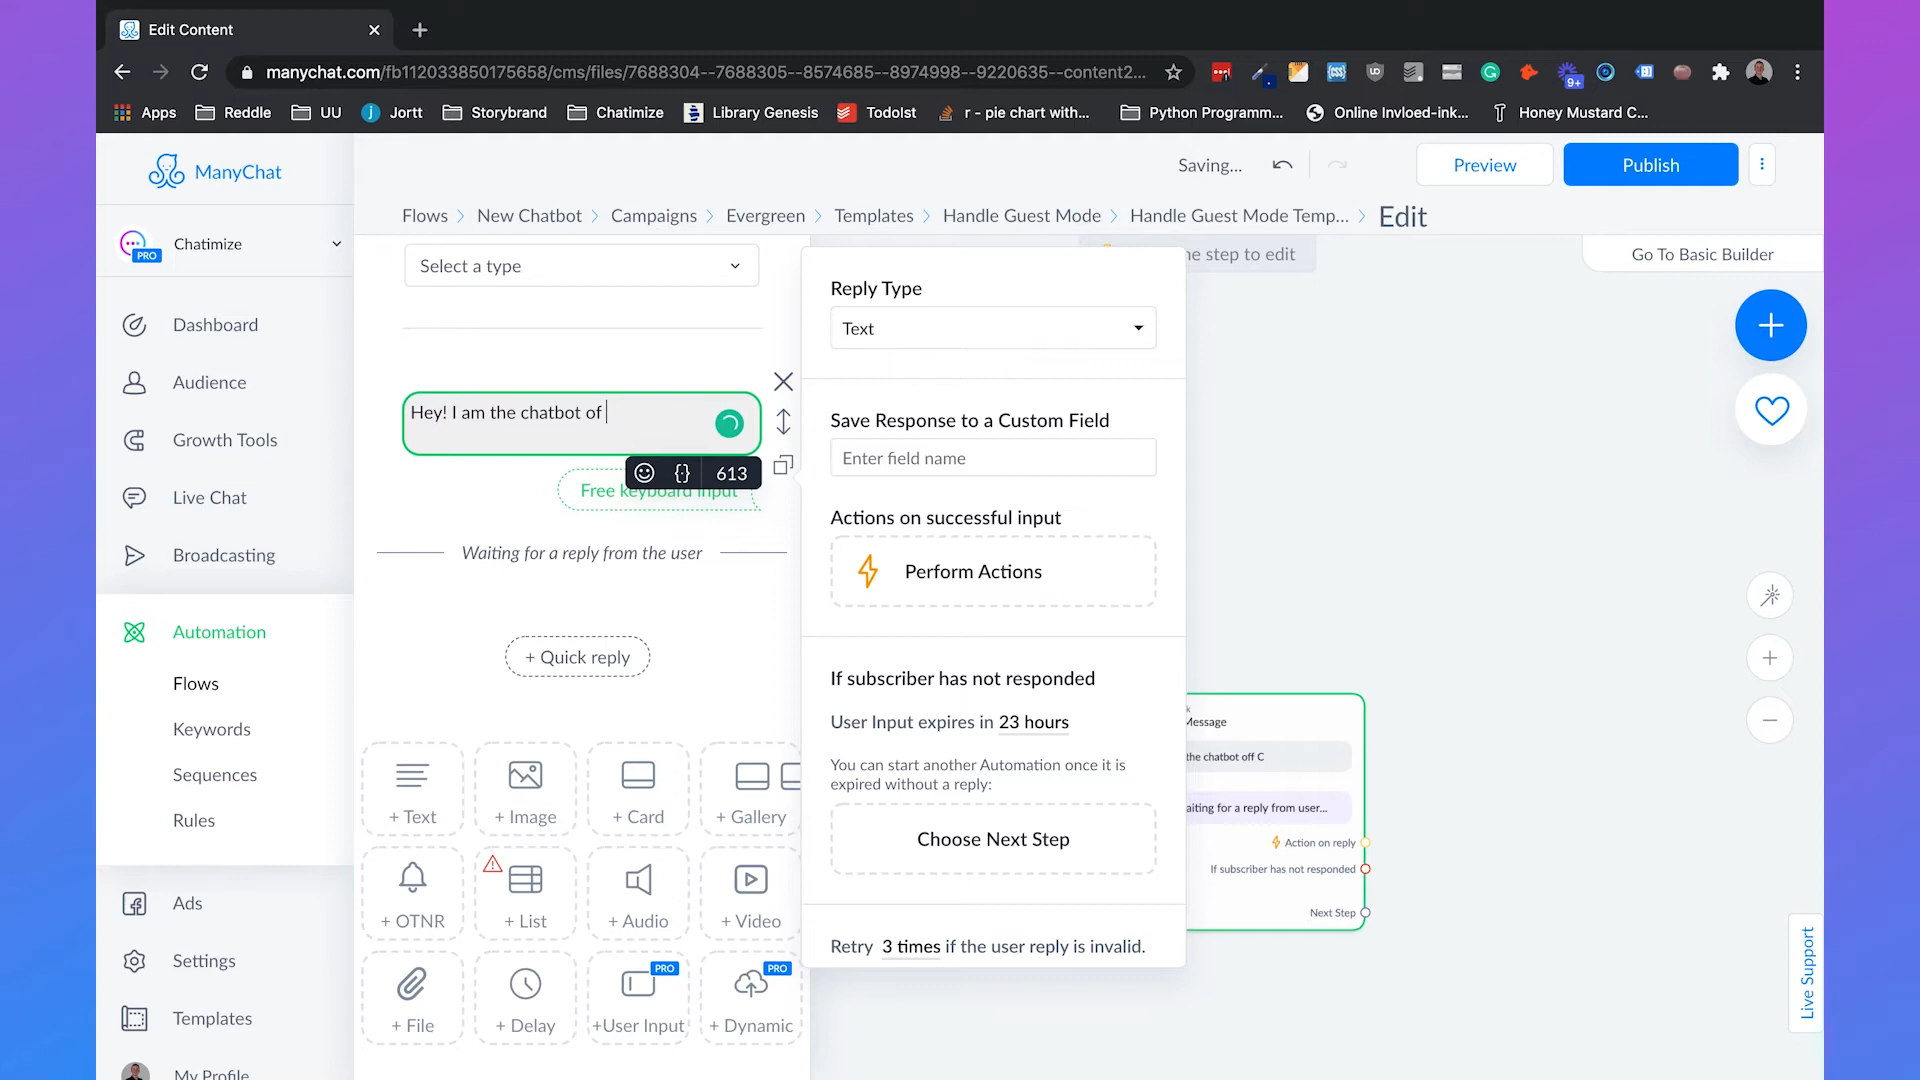 Edit Content
manychat.com/fb112033850175658/cms/files/7688304--7688305--8574685--8974998--9220635--content2...
9+
Apps
Reddle
UU
Jortt
Storybrand
Chatimize
Library Genesis
TodoIst
r - pie chart with...
Python Programm...
Online Invloed-ink...
Honey Mustard C...
ManyChat
Saving...
Preview
Publish
Flows
New Chatbot
Campaigns
Evergreen
Templates
Handle Guest Mode
Handle Guest Mode Temp...
Edit
PRO
Chatimize
Dashboard
Audience
Growth Tools
Live Chat
Broadcasting
Automation
Flows
Keywords
Sequences
Rules
Ads
Settings
Templates
My Profile
Select a type
Hey! I am the chatbot of
613
Free keyboard input
Waiting for a reply from the user
+ Quick reply
+ Text
+ Image
+ Card
+ Gallery
+ OTNR
+ List
+ Audio
+ Video
+ File
+ Delay
PRO
+User Input
PRO
+ Dynamic
Reply Type
Text
Save Response to a Custom Field
Enter field name
Actions on successful input
Perform Actions
If subscriber has not responded
User Input expires in 23 hours
You can start another Automation once it is
expired without a reply:
Choose Next Step
Retry 3 times if the user reply is invalid.
step to edit
Go To Basic Builder
Message
the chatbot off C
aiting for a reply from user...
Action on reply
If subscriber has not responded
Next Step
Live Support